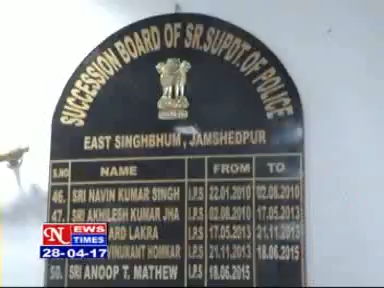 SUCCESSION BOARD OF SR.SUPDT.OF POLICE
EAST SINGHBHUM, JAMSHEDPUR
S.NO NAME FROM TO
46. SRI NAVIN KUMAR SINGH I.P.S 22.01.2010 02.08.2010
47. SRI AKHILESH KUMAR JHA I.P.S 02.08.2010 17.05.2013
ARD LAKRA I.P.S 17.05.2013 21.11.2013
VINUKANT HOMKAR I.P.S 21.11.2013 18.06.2015
50. SRI ANOOP T. MATHEW I.P.S 18.06.2015
N EWS
TIMES
28-04-17